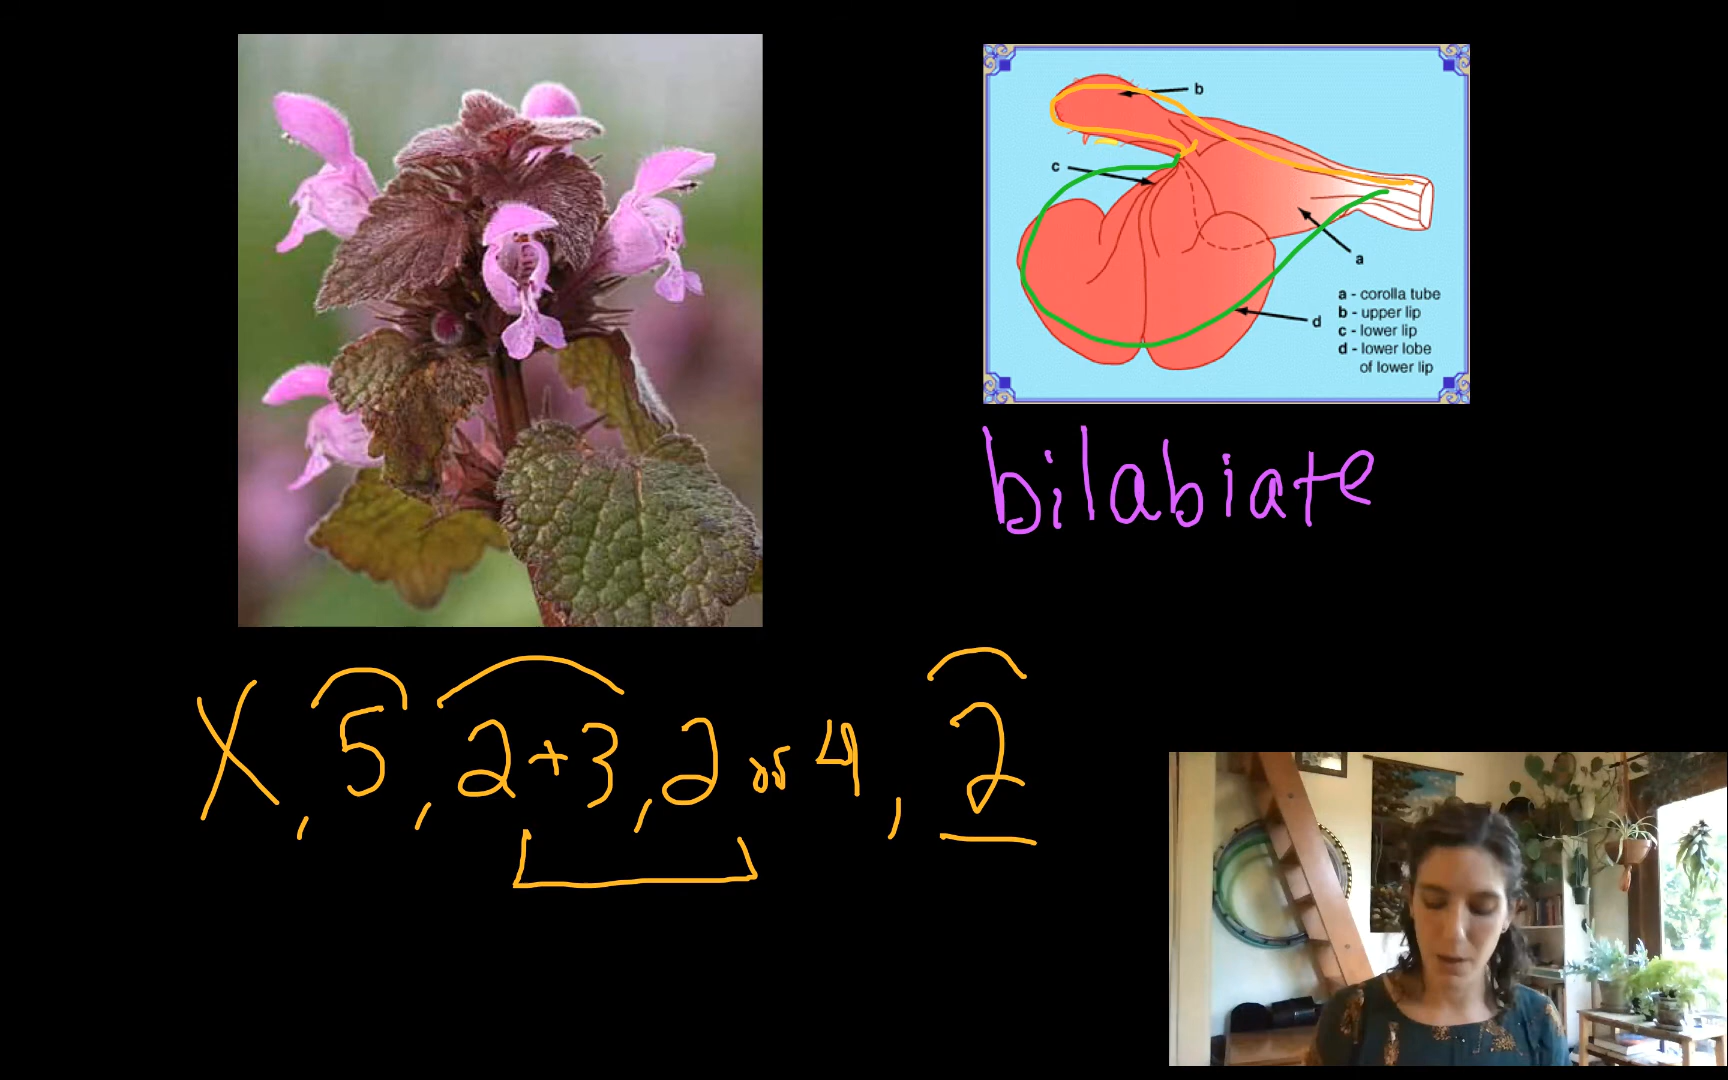 b
c
a
a - corolla tube
b - upper lip
c - lower lip
d - lower lobe
of lower lip
d
bilabiate
X, 5, 2+3, 2 or 4, 2